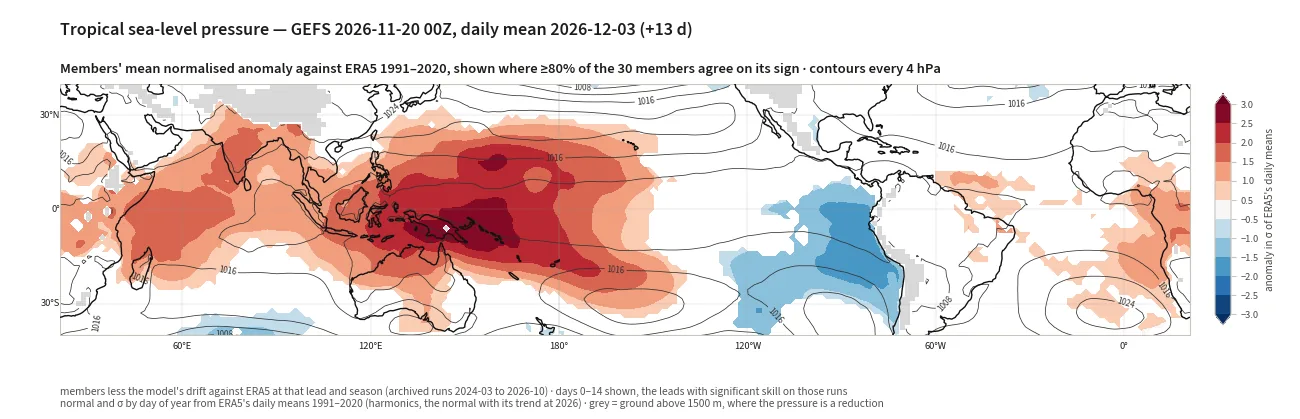 Tropical sea-level pressure — GEFS 2026-11-20 00Z, daily mean 2026-12-03 (+13 d)
Members' mean normalised anomaly against ERA5 1991–2020, shown where ≥80% of the 30 members agree on its sign · contours every 4 hPa
30°N
0°
30°S
60°E
120°E
180°
120°W
60°W
0°
1016
1024
1008
1016
1016
1016
1016
1016
1016
1016
1016
1008
1016
1008
1024
1016
3.0
2.5
2.0
1.5
1.0
0.5
−0.5
−1.0
−1.5
−2.0
−2.5
−3.0
anomaly in σ of ERA5's daily means
members less the model's drift against ERA5 at that lead and season (archived runs 2024-03 to 2026-10) · days 0–14 shown, the leads with significant skill on those runs
normal and σ by day of year from ERA5's daily means 1991–2020 (harmonics, the normal with its trend at 2026) · grey = ground above 1500 m, where the pressure is a reduction